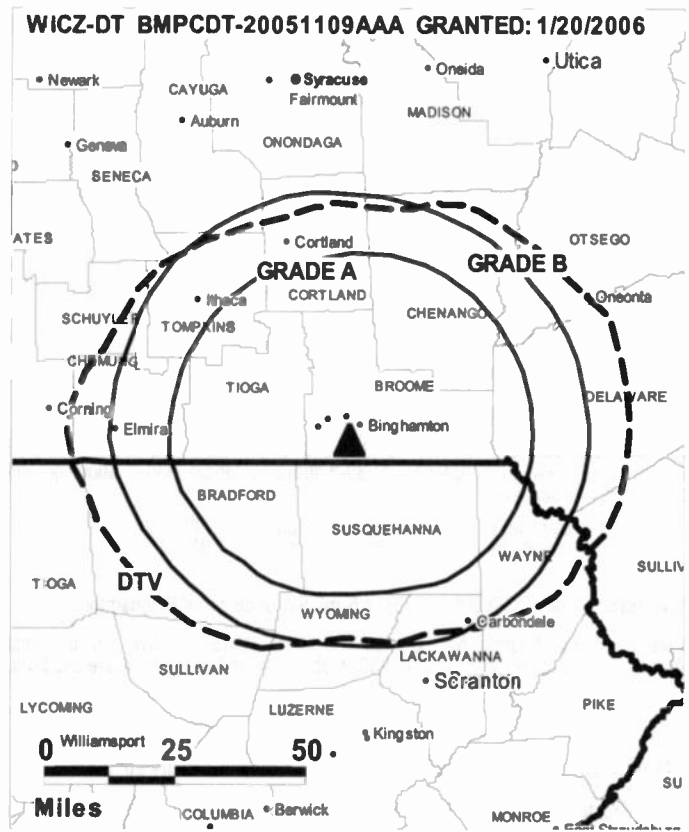 WICZ-DT BMPCDT-20051109AAA GRANTED: 1/20/2006
Utica
Newark
Syracuse
Oneida
CAYUGA
Fairmount
MADISON
Auburn
Geneva
ONONDAGA
SENECA
ATES
Cortland
OTSEGO
GRADE A
GRADE B
CORTLAND
Ithaca
Oneonta
SCHUYLER
TOMPKINS
CHENANGO
CHEMUNG
TIOGA
BROOME
DELAWARE
Corning
Elmira
Binghamton
BRADFORD
SUSQUEHANNA
WAYNE
SULLIV
TIOGA
DTV
WYOMING
Carbondale
LACKAWANNA
SULLIVAN
Scranton
LYCOMING
LUZERNE
PIKE
0 Williamsport 25 50
Kingston
SU
Miles
COLUMBIA
Berwick
MONROE